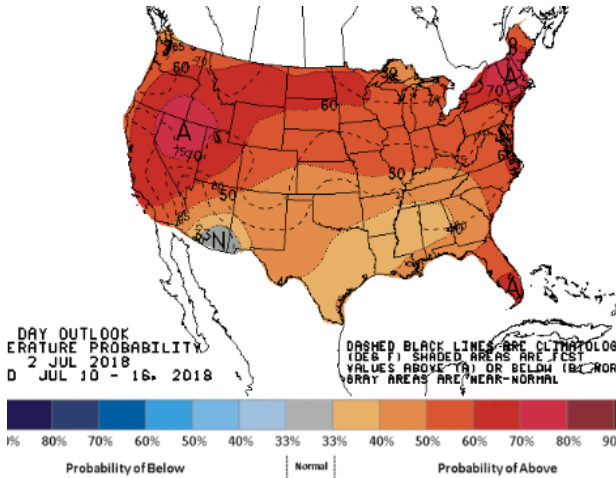 A
A
A
N
60
60
70
70
50
50
40
33
DAY OUTLOOK
ERATURE PROBABILITY
2 JUL 2018
D JUL 10 - 16, 2018
DASHED BLACK LINES ARE CLIMATOLOG
(DEG F) SHADED AREAS ARE FCST
VALUES ABOVE (A) OR BELOW (B) NOR
GRAY AREAS ARE NEAR-NORMAL
0% 80% 70% 60% 50% 40% 33% 33% 40% 50% 60% 70% 80% 90
Probability of Below Normal Probability of Above